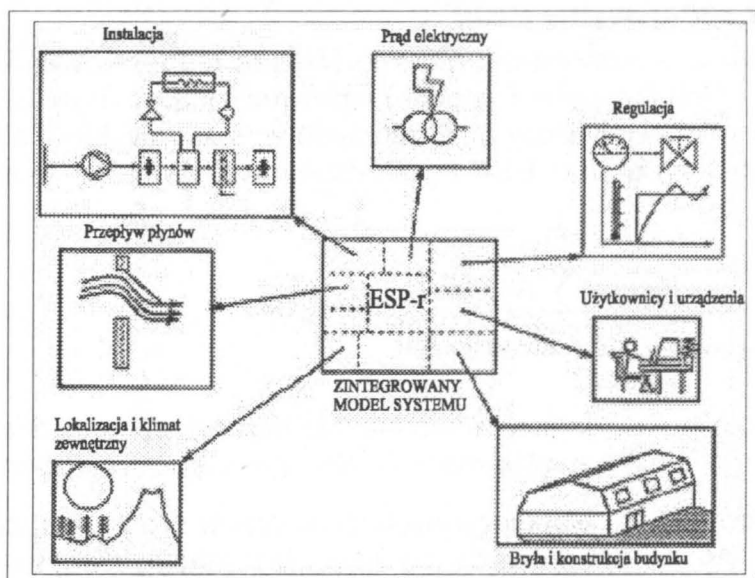 Instalacja
Prąd elektryczny
Regulacja
Przepływ płynów
ESP-r
Użytkownicy i urządzenia
ZINTEGROWANY
MODEL SYSTEMU
Lokalizacja i klimat
zewnętrzny
Bryła i konstrukcja budynku